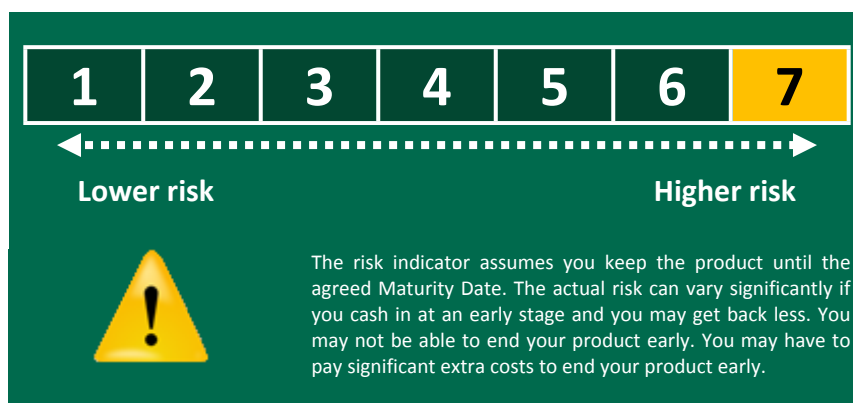 1 2 3 4 5 6 7
Lower risk Higher risk
The risk indicator assumes you keep the product until the
agreed Maturity Date. The actual risk can vary significantly if
you cash in at an early stage and you may get back less. You
may not be able to end your product early. You may have to
pay significant extra costs to end your product early.